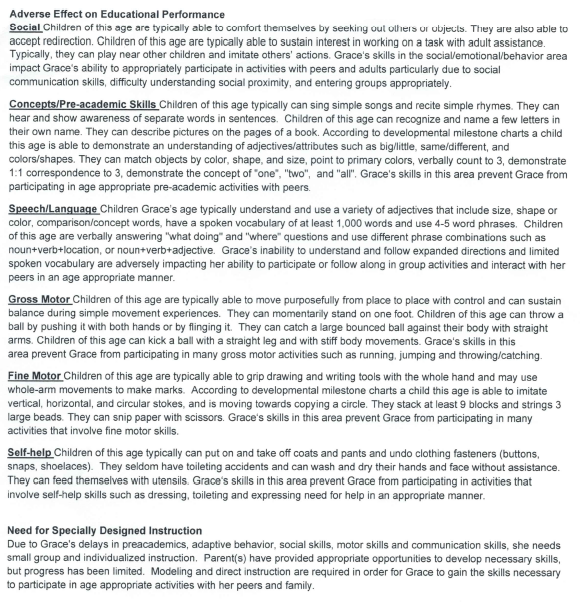 Adverse Effect on Educational Performance
Social Children of this age are typically able to comfort themselves by seeking out others or objects. They are also able to
accept redirection. Children of this age are typically able to sustain interest in working on a task with adult assistance.
Typically, they can play near other children and imitate others' actions. Grace's skills in the social/emotional/behavior area
impact Grace's ability to appropriately participate in activities with peers and adults particularly due to social
communication skills, difficulty understanding social proximity, and entering groups appropriately.
Concepts/Pre-academic Skills Children of this age typically can sing simple songs and recite simple rhymes. They can
hear and show awareness of separate words in sentences. Children of this age can recognize and name a few letters in
their own name. They can describe pictures on the pages of a book. According to developmental milestone charts a child
this age is able to demonstrate an understanding of adjectives/attributes such as big/little, same/different, and
colors/shapes. They can match objects by color, shape, and size, point to primary colors, verbally count to 3, demonstrate
1:1 correspondence to 3, demonstrate the concept of "one", "two", and "all". Grace's skills in this area prevent Grace from
participating in age appropriate pre-academic activities with peers.
Speech/Language Children Grace's age typically understand and use a variety of adjectives that include size, shape or
color, comparison/concept words, have a spoken vocabulary of at least 1,000 words and use 4-5 word phrases. Children
of this age are verbally answering "what doing" and "where" questions and use different phrase combinations such as
noun+verb+location, or noun+verb+adjective. Grace's inability to understand and follow expanded directions and limited
spoken vocabulary are adversely impacting her ability to participate or follow along in group activities and interact with her
peers in an age appropriate manner.
Gross Motor Children of this age are typically able to move purposefully from place to place with control and can sustain
balance during simple movement experiences. They can momentarily stand on one foot. Children of this age can throw a
ball by pushing it with both hands or by flinging it. They can catch a large bounced ball against their body with straight
arms. Children of this age can kick a ball with a straight leg and with stiff body movements. Grace's skills in this
area prevent Grace from participating in many gross motor activities such as running, jumping and throwing/catching.
Fine Motor Children of this age are typically able to grip drawing and writing tools with the whole hand and may use
whole-arm movements to make marks. According to developmental milestone charts a child this age is able to imitate
vertical, horizontal, and circular stokes, and is moving towards copying a circle. They stack at least 9 blocks and strings 3
large beads. They can snip paper with scissors. Grace's skills in this area prevent Grace from participating in many
activities that involve fine motor skills.
Self-help Children of this age typically can put on and take off coats and pants and undo clothing fasteners (buttons,
snaps, shoelaces). They seldom have toileting accidents and can wash and dry their hands and face without assistance.
They can feed themselves with utensils. Grace's skills in this area prevent Grace from participating in activities that
involve self-help skills such as dressing, toileting and expressing need for help in an appropriate manner.
Need for Specially Designed Instruction
Due to Grace's delays in preacademics, adaptive behavior, social skills, motor skills and communication skills, she needs
small group and individualized instruction. Parent(s) have provided appropriate opportunities to develop necessary skills,
but progress has been limited. Modeling and direct instruction are required in order for Grace to gain the skills necessary
to participate in age appropriate activities with her peers and family.